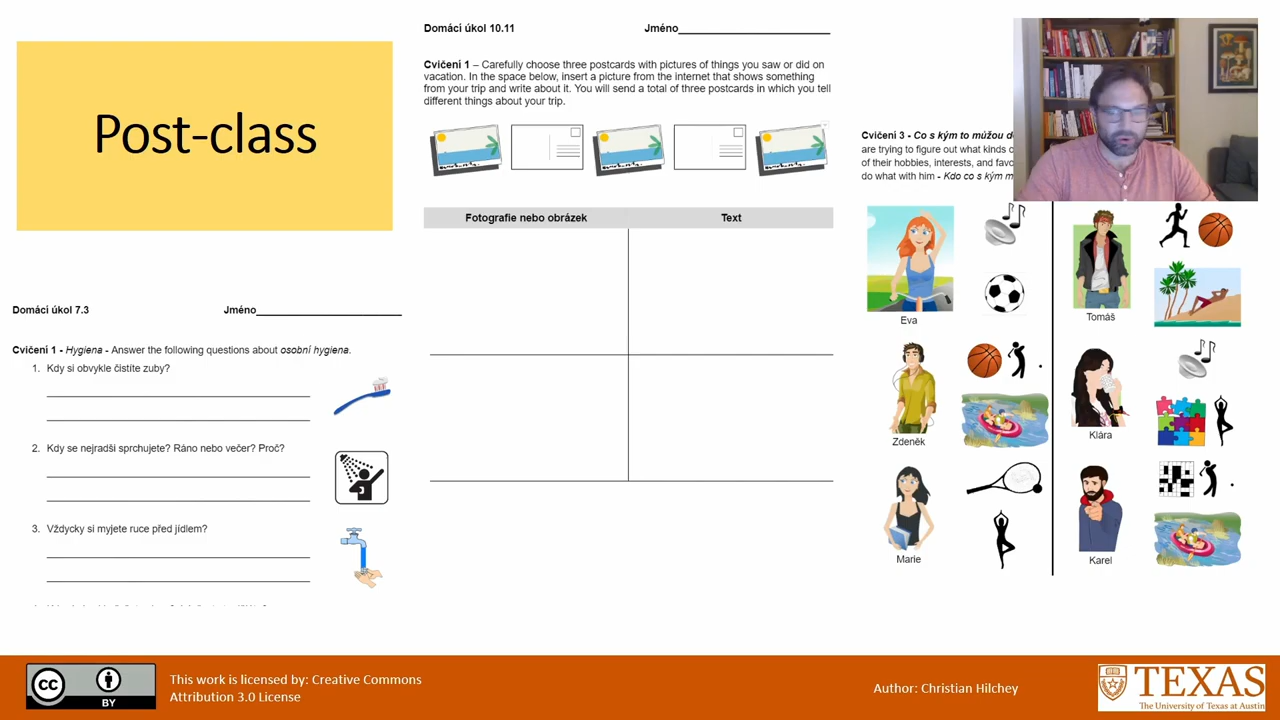 Post-class
Domácí úkol 7.3
Jméno
Cvičení 1 - Hygiena - Answer the following questions about osobní hygiena.
1. Kdy si obvykle čistíte zuby?
2. Kdy se nejradši sprchujete? Ráno nebo večer? Proč?
3. Vždycky si myjete ruce před jídlem?
Domácí úkol 10.11
Jméno
Cvičení 1 – Carefully choose three postcards with pictures of things you saw or did on
vacation. In the space below, insert a picture from the internet that shows something
from your trip and write about it. You will send a total of three postcards in which you tell
different things about your trip.
Fotografie nebo obrázek
Text
Cvičení 3 - Co s kým to můžou
are trying to figure out what kinds
of their hobbies, interests, and
do what with him - Kdo co s kým
Eva
Tomáš
Zdeněk
Klára
Marie
Karel
CC
BY
This work is licensed by: Creative Commons
Attribution 3.0 License
Author: Christian Hilchey
TEXAS
The University of Texas at Austin